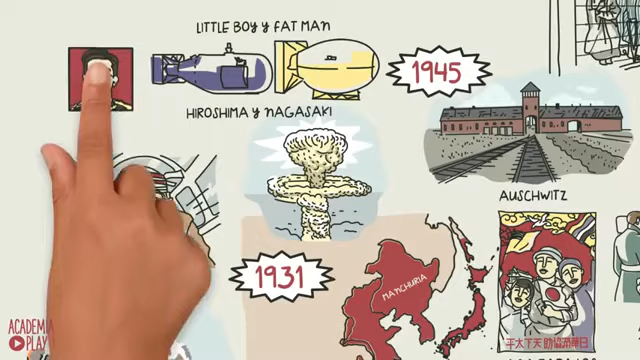 LITTLE BOY y FAT MAN
1945
HIROSHIMA y NAGASAKI
AUSCHWITZ
1931
MANCHURIA
ACADEMIA
PLAY